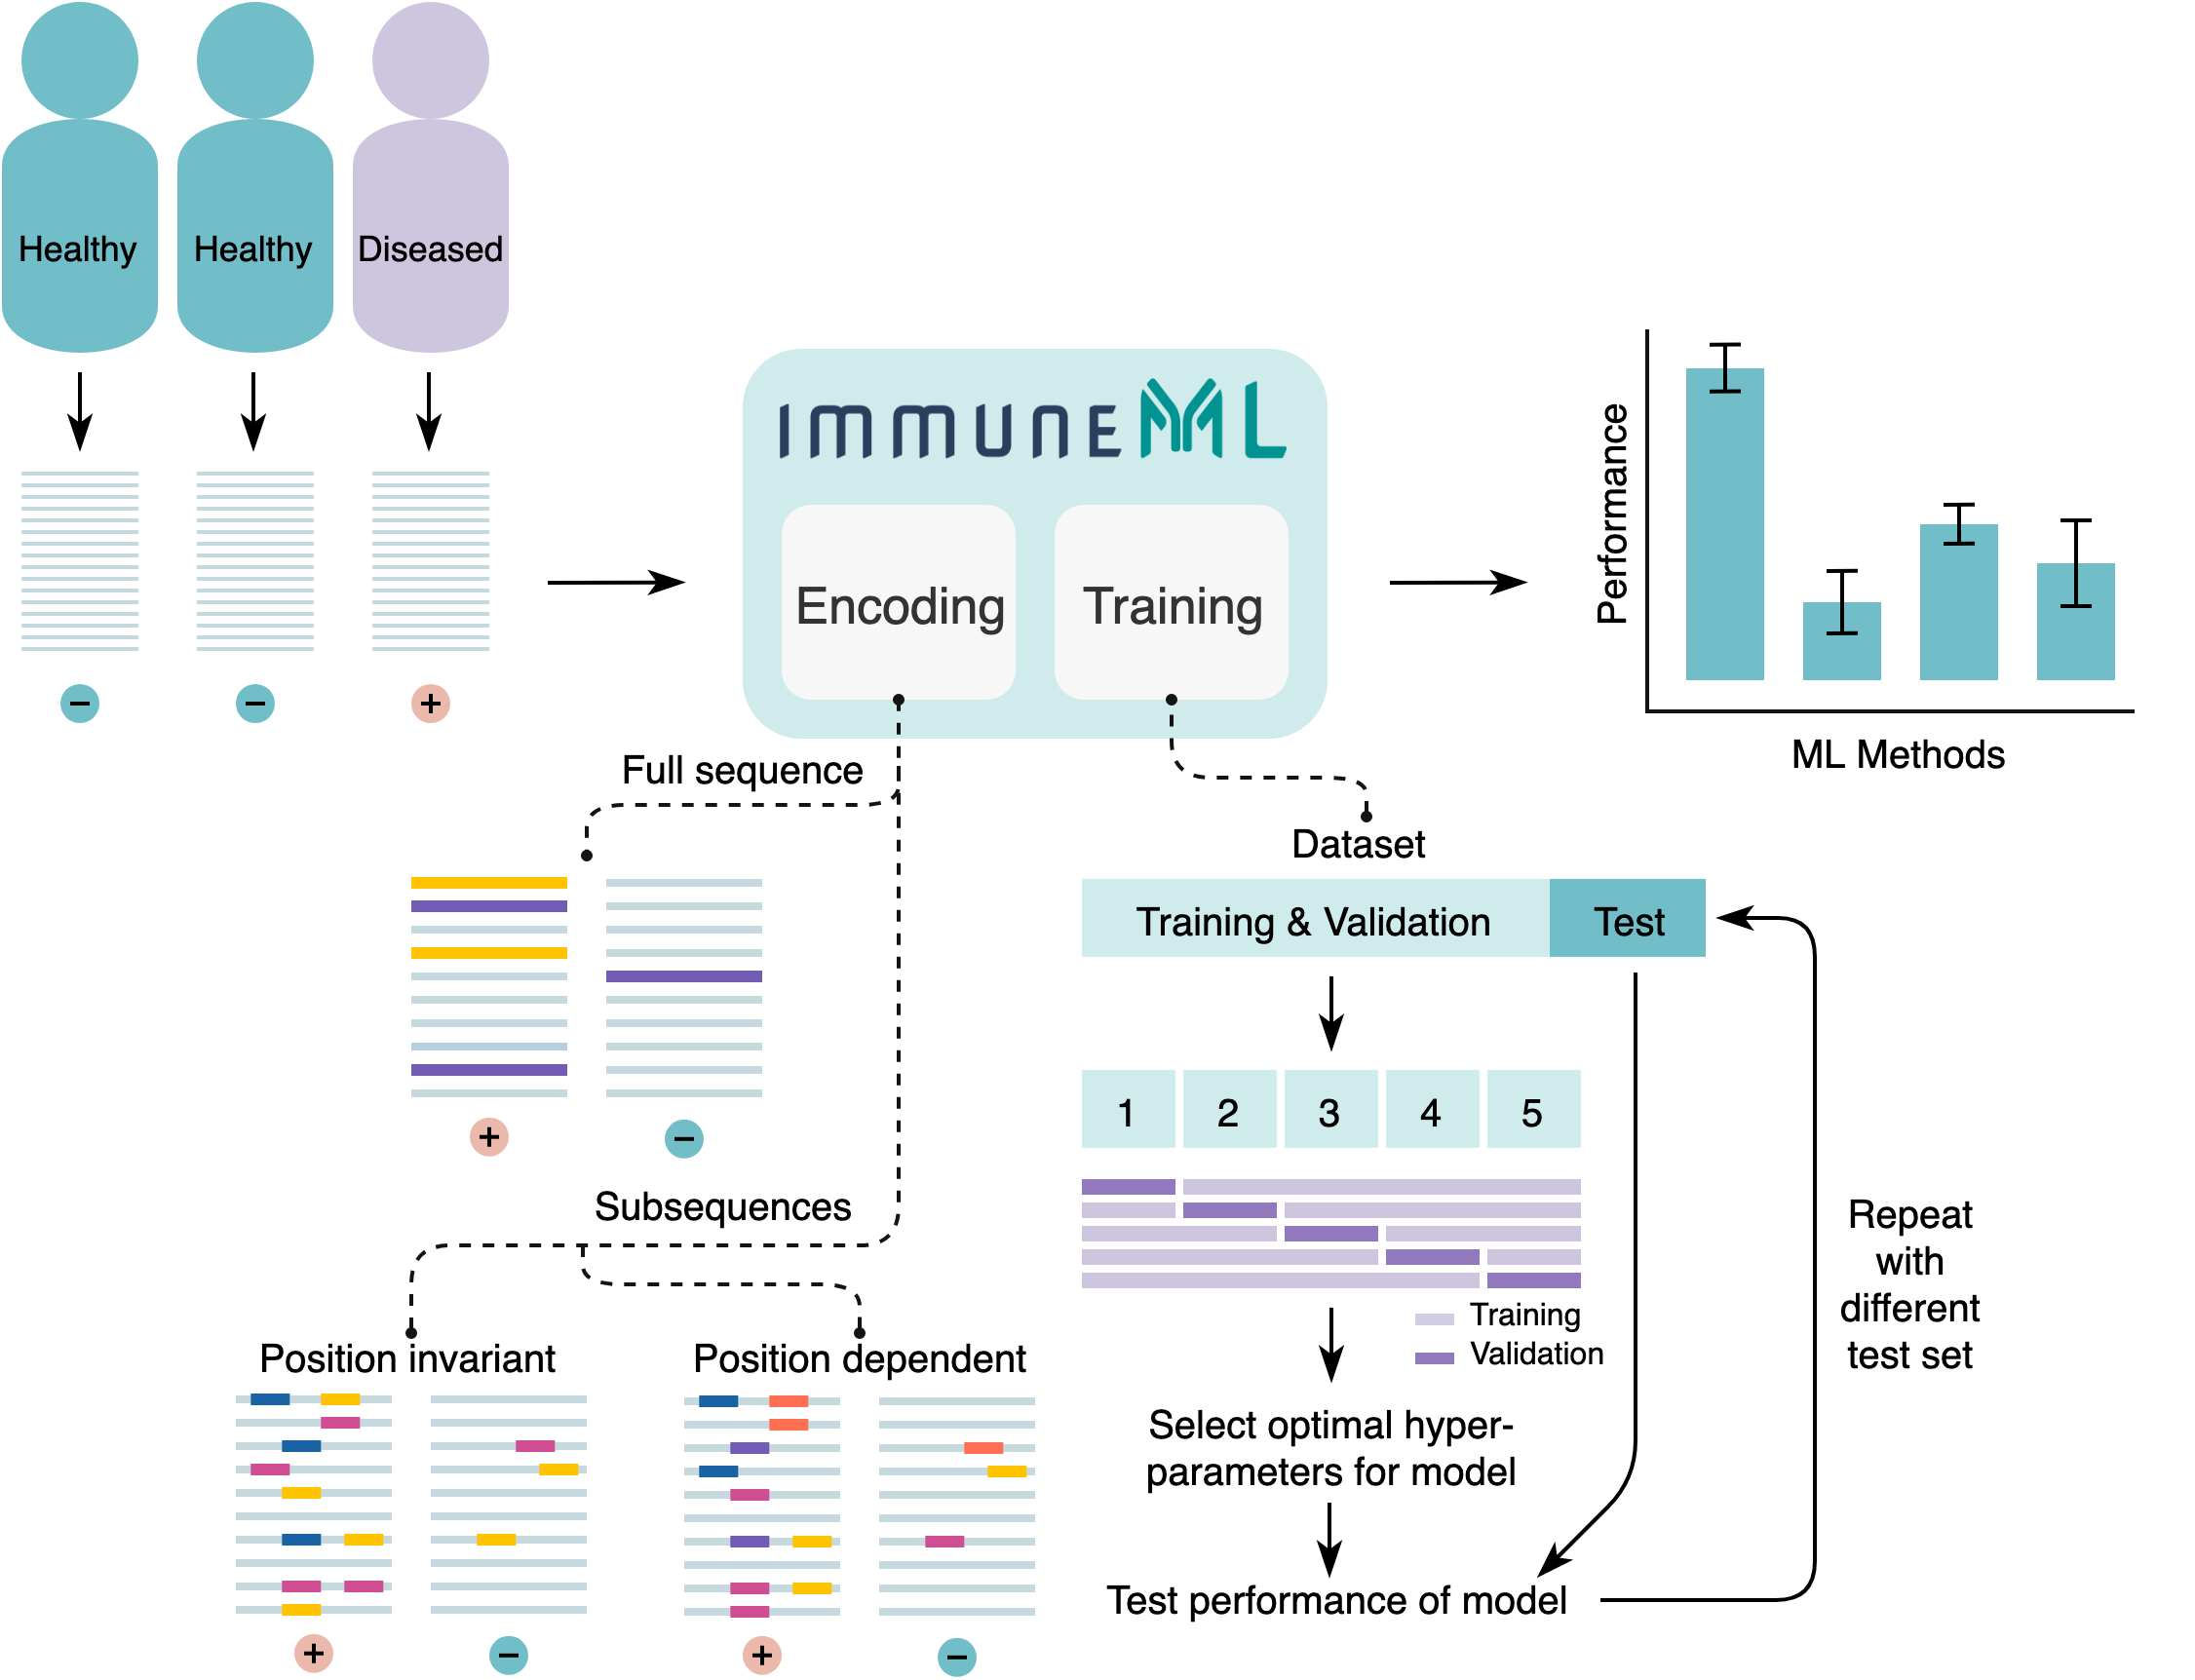 Healthy
Healthy
Diseased
−
−
+
IMMUNEML
Encoding
Training
Performance
ML Methods
Full sequence
+
−
Subsequences
Position invariant
+
−
Position dependent
+
−
Dataset
Training & Validation
Test
1
2
3
4
5
Training
Validation
Select optimal hyper-
parameters for model
Test performance of model
Repeat
with
different
test set